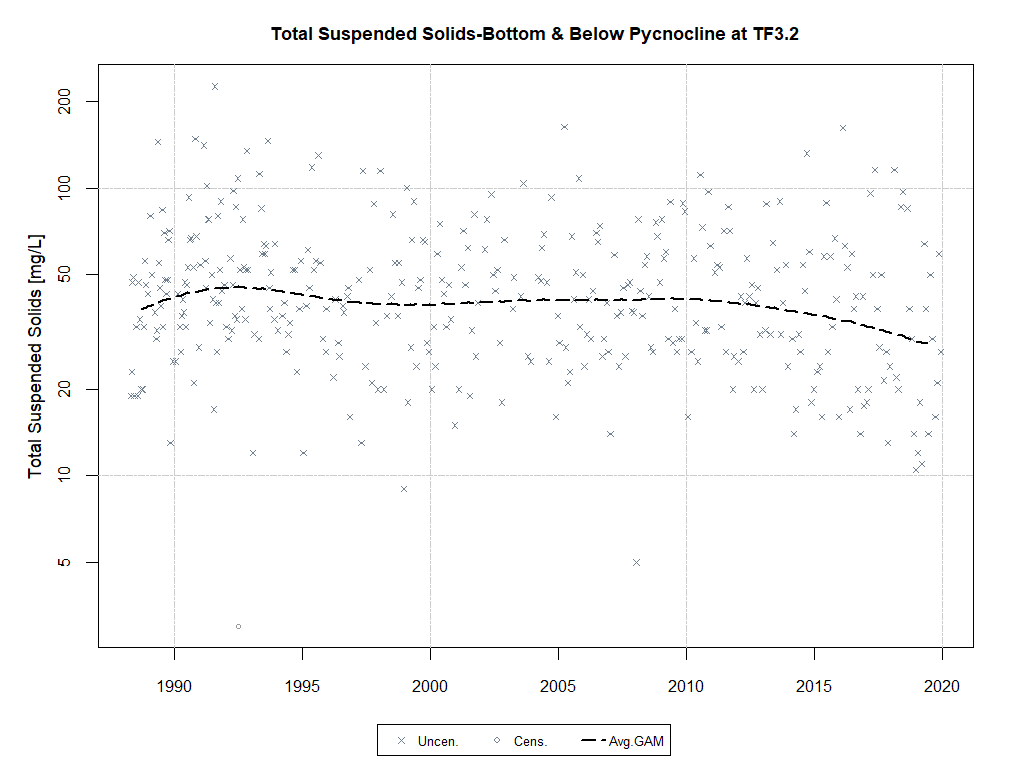 Total Suspended Solids-Bottom & Below Pycnocline at TF3.2
Total Suspended Solids [mg/L]
200
100
50
20
10
5
1990 1995 2000 2005 2010 2015 2020
Uncen. Cens. Avg.GAM